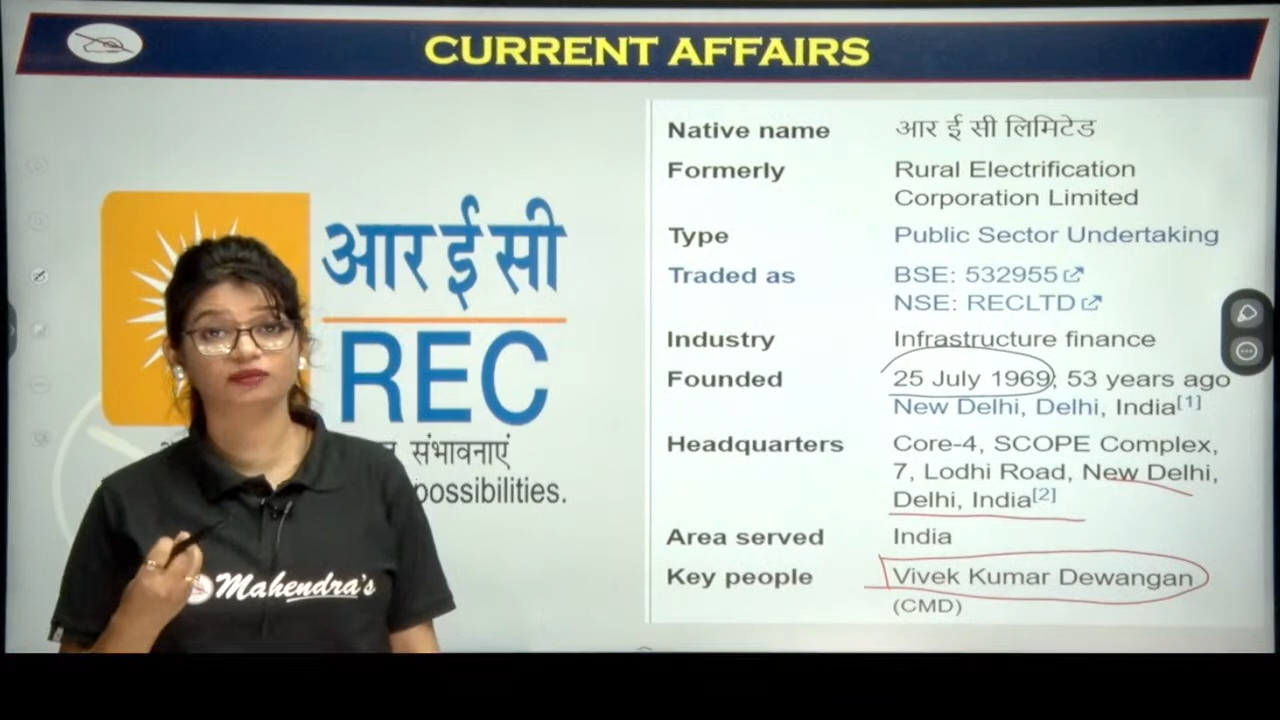 CURRENT AFFAIRS
आर ई सी
REC
संभावनाएं
possibilities.
Native name आर ई सी लिमिटेड
Formerly Rural Electrification
Corporation Limited
Type Public Sector Undertaking
Traded as BSE: 532955
NSE: RECLTD
Industry Infrastructure finance
Founded 25 July 1969; 53 years ago
New Delhi, Delhi, India[1]
Headquarters Core-4, SCOPE Complex,
7, Lodhi Road, New Delhi,
Delhi, India[2]
Area served India
Key people Vivek Kumar Dewangan
(CMD)
Mahendra's